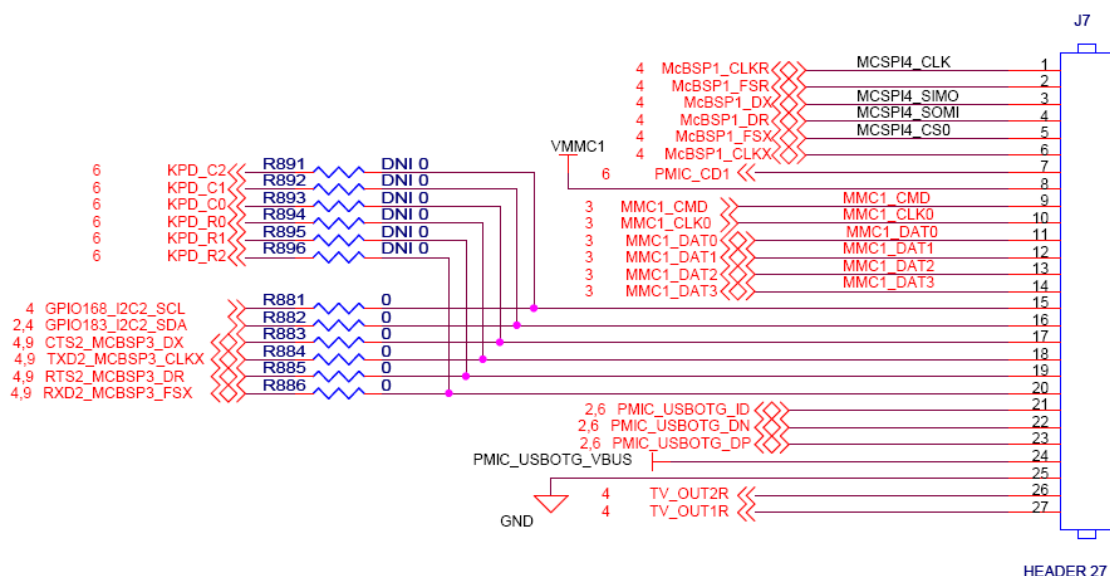 J7
4 McBSP1_CLKR MCSPI4_CLK 1
4 McBSP1_FSR 2
4 McBSP1_DX MCSPI4_SIMO 3
4 McBSP1_DR MCSPI4_SOMI 4
4 McBSP1_FSX MCSPI4_CS0 5
4 McBSP1_CLKX 6
VMMC1
6 PMIC_CD1 7
8
6 KPD_C2 R891 DNI 0
6 KPD_C1 R892 DNI 0
6 KPD_C0 R893 DNI 0
6 KPD_R0 R894 DNI 0
6 KPD_R1 R895 DNI 0
6 KPD_R2 R896 DNI 0
3 MMC1_CMD MMC1_CMD 9
3 MMC1_CLK0 MMC1_CLK0 10
3 MMC1_DAT0 MMC1_DAT0 11
3 MMC1_DAT1 MMC1_DAT1 12
3 MMC1_DAT2 MMC1_DAT2 13
3 MMC1_DAT3 MMC1_DAT3 14
4 GPIO168_I2C2_SCL R881 0 15
2,4 GPIO183_I2C2_SDA R882 0 16
4,9 CTS2_MCBSP3_DX R883 0 17
4,9 TXD2_MCBSP3_CLKX R884 0 18
4,9 RTS2_MCBSP3_DR R885 0 19
4,9 RXD2_MCBSP3_FSX R886 0 20
2,6 PMIC_USBOTG_ID 21
2,6 PMIC_USBOTG_DN 22
2,6 PMIC_USBOTG_DP 23
PMIC_USBOTG_VBUS 24
25
GND
4 TV_OUT2R 26
4 TV_OUT1R 27
HEADER 27